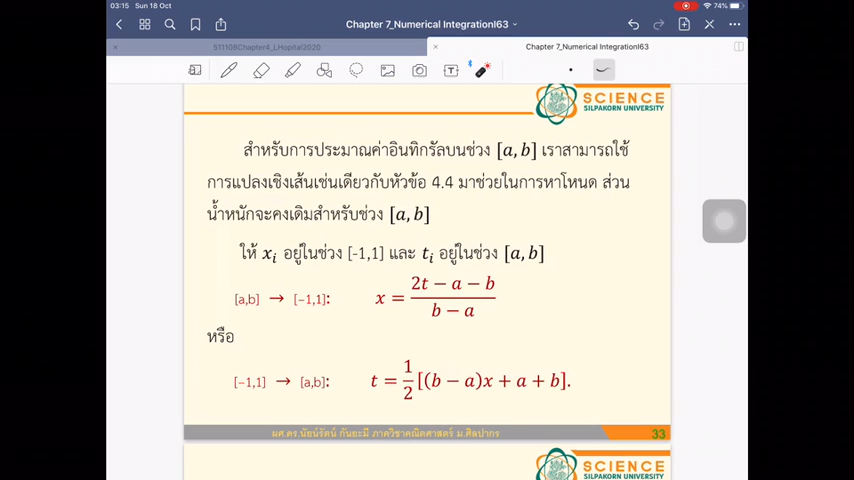 03:15 Sun 18 Oct
74%
Chapter 7_Numerical Integration163
511108Chapter4_LHopital2020
Chapter 7_Numerical Integration163
SCIENCE
SILPAKORN UNIVERSITY
สำหรับการประมาณค่าอินทิกรัลบนช่วง [a, b] เราสามารถใช้
การแปลงเชิงเส้นเช่นเดียวกับหัวข้อ 4.4 มาช่วยในการหาโหนด ส่วน
น้ำหนักจะคงเดิมสำหรับช่วง [a, b]
ให้ xᵢ อยู่ในช่วง [-1,1] และ tᵢ อยู่ในช่วง [a, b]
[a,b] → [−1,1]: x = (2t − a − b)/(b − a)
หรือ
[−1,1] → [a,b]: t = 1/2 [(b − a)x + a + b].
ผศ.ดร.นัยน์รัตน์ กันยะมี ภาควิชาคณิตศาสตร์ ม.ศิลปากร 33
SCIENCE
SILPAKORN UNIVERSITY